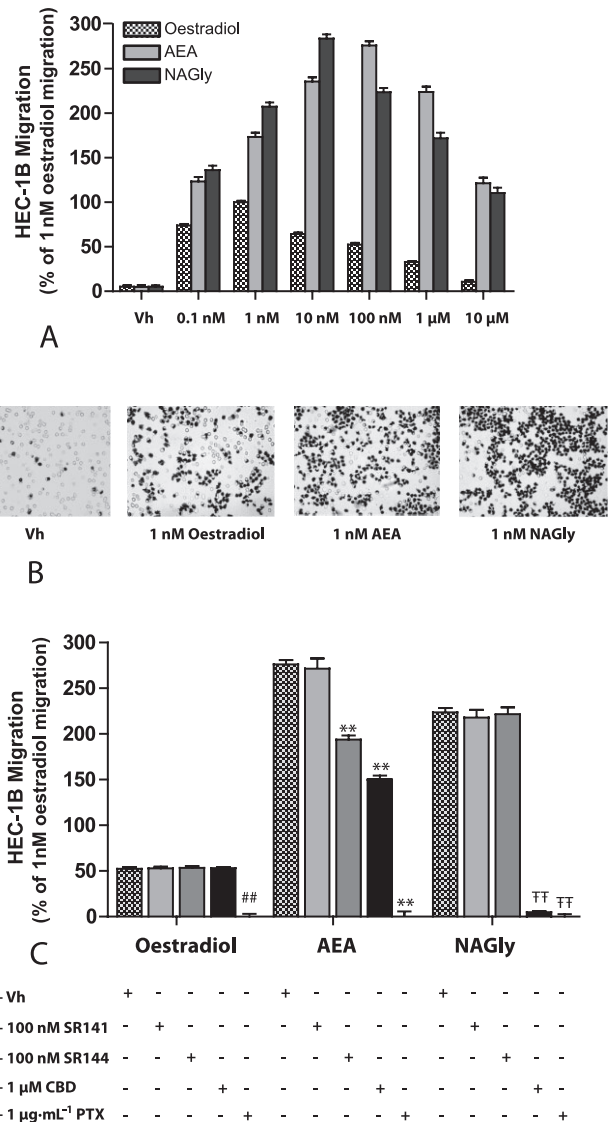 HEC-1B Migration
(% of 1 nM oestradiol migration)
300
250
200
150
100
50
0
Oestradiol
AEA
NAGly
Vh 0.1 nM 1 nM 10 nM 100 nM 1 µM 10 µM
A
Vh 1 nM Oestradiol 1 nM AEA 1 nM NAGly
B
HEC-1B Migration
(% of 1nM oestradiol migration)
300
250
200
150
100
50
0
## ** ** ** ŦŦ ŦŦ
Oestradiol AEA NAGly
C
- Vh + - - - - + - - - - + - - - -
- 100 nM SR141 - + - - - - + - - - - + - - -
- 100 nM SR144 - - + - - - - + - - - - + - -
- 1 µM CBD - - - + - - - - + - - - - + -
- 1 µg·mL⁻¹ PTX - - - - + - - - - + - - - - +